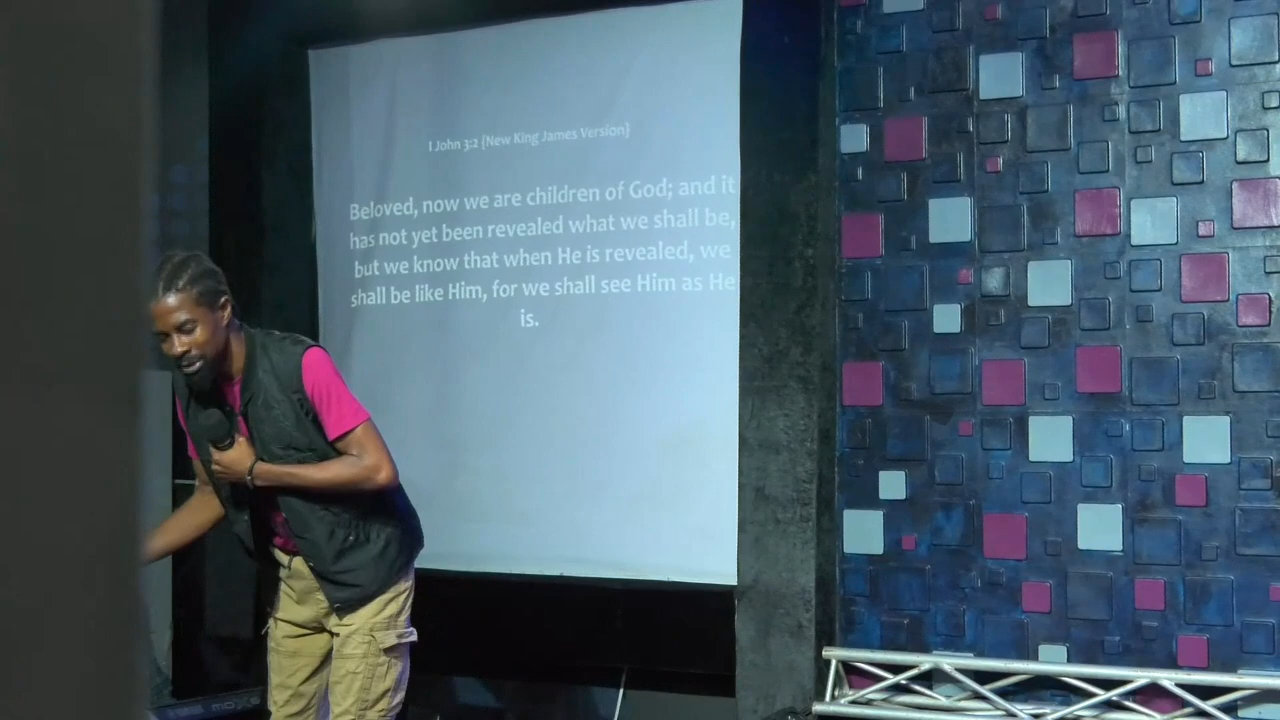 I John 3:2 {New King James Version}
Beloved, now we are children of God; and it
has not yet been revealed what we shall be,
but we know that when He is revealed, we
shall be like Him, for we shall see Him as He
is.